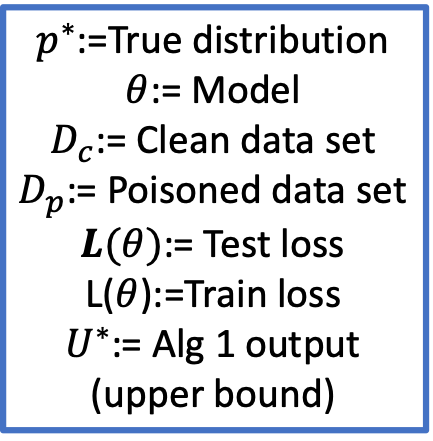 p*:=True distribution
θ:= Model
D_c:= Clean data set
D_p:= Poisoned data set
L(θ):= Test loss
L(θ):=Train loss
U*:= Alg 1 output
(upper bound)